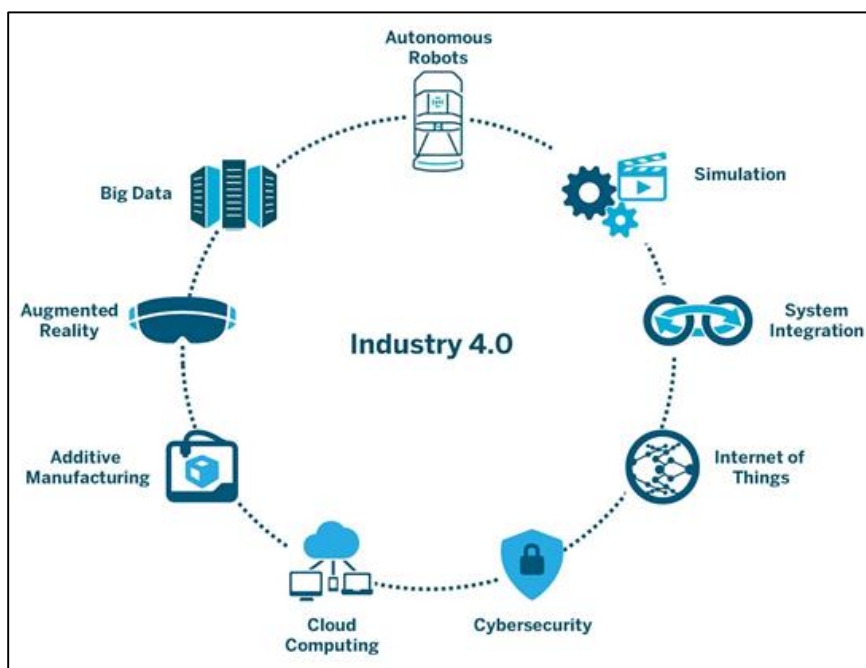 Autonomous
Robots
Simulation
System
Integration
Internet of
Things
Cybersecurity
Cloud
Computing
Additive
Manufacturing
Augmented
Reality
Big Data
Industry 4.0